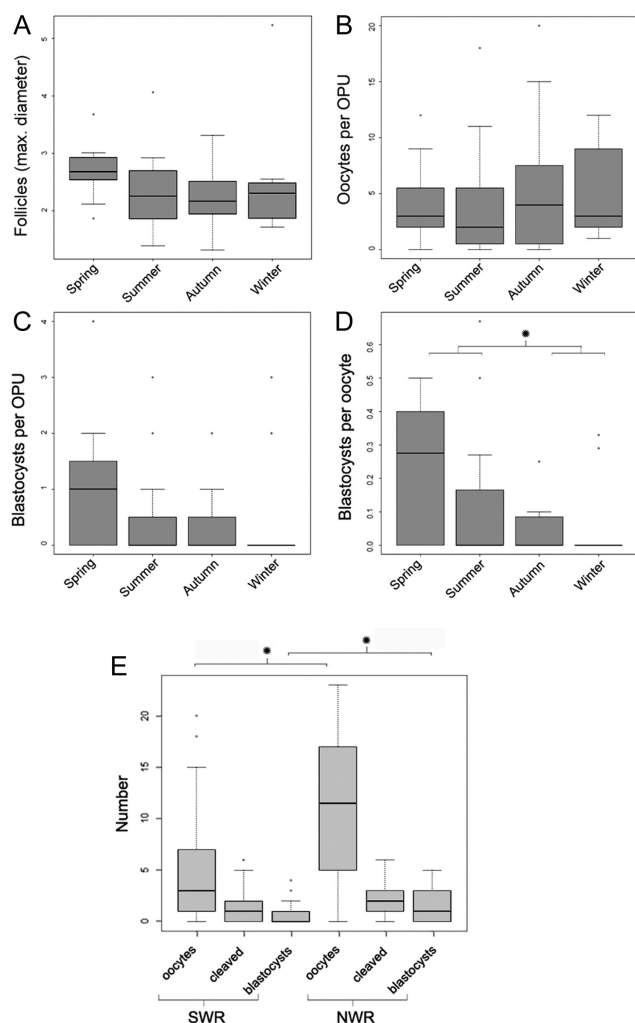 A
Follicles (max. diameter)
5
4
3
2
Spring
Summer
Autumn
Winter
B
Oocytes per OPU
20
15
10
5
0
Spring
Summer
Autumn
Winter
C
Blastocysts per OPU
4
3
2
1
0
Spring
Summer
Autumn
Winter
D
Blastocysts per oocyte
0.6
0.5
0.4
0.3
0.2
0.1
0.0
Spring
Summer
Autumn
Winter
E
Number
20
15
10
5
0
oocytes
cleaved
blastocysts
oocytes
cleaved
blastocysts
SWR
NWR